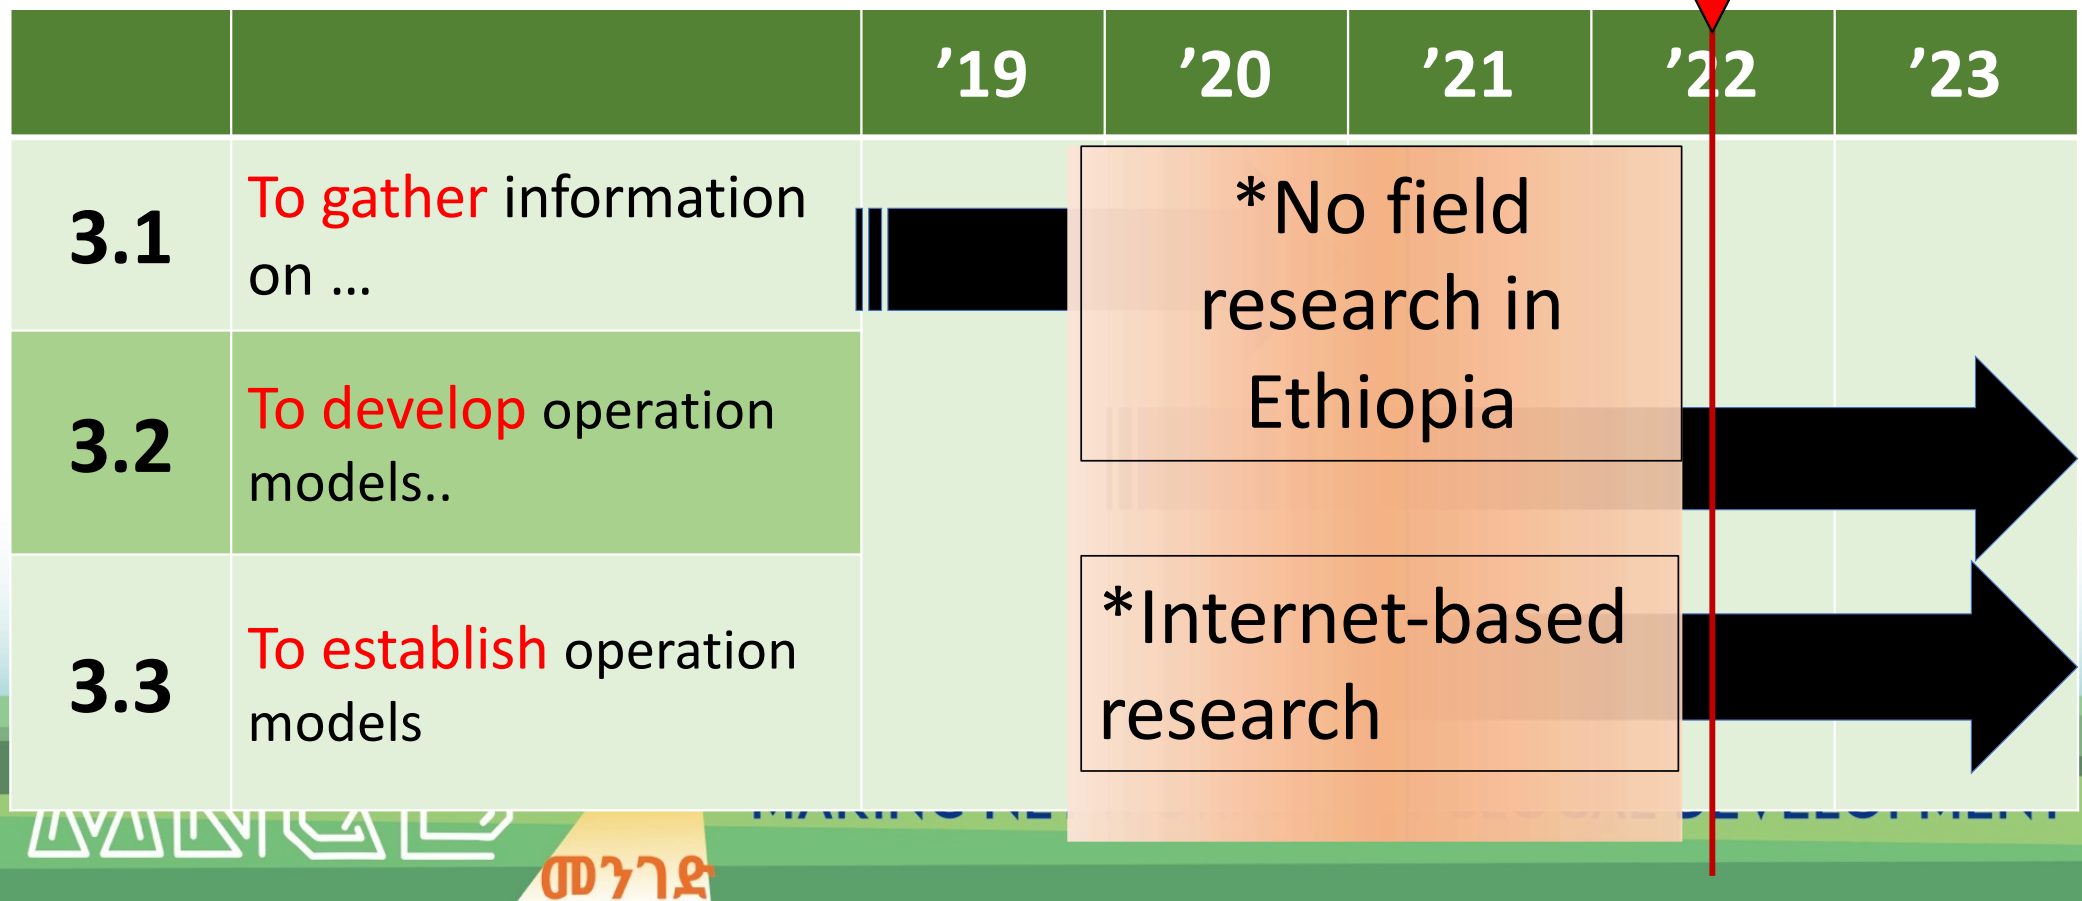 ’19 ’20 ’21 ’22 ’23
3.1
To gather information
on ...
*No field
research in
Ethiopia
3.2
To develop operation
models..
3.3
To establish operation
models
*Internet-based
research
መንገድ